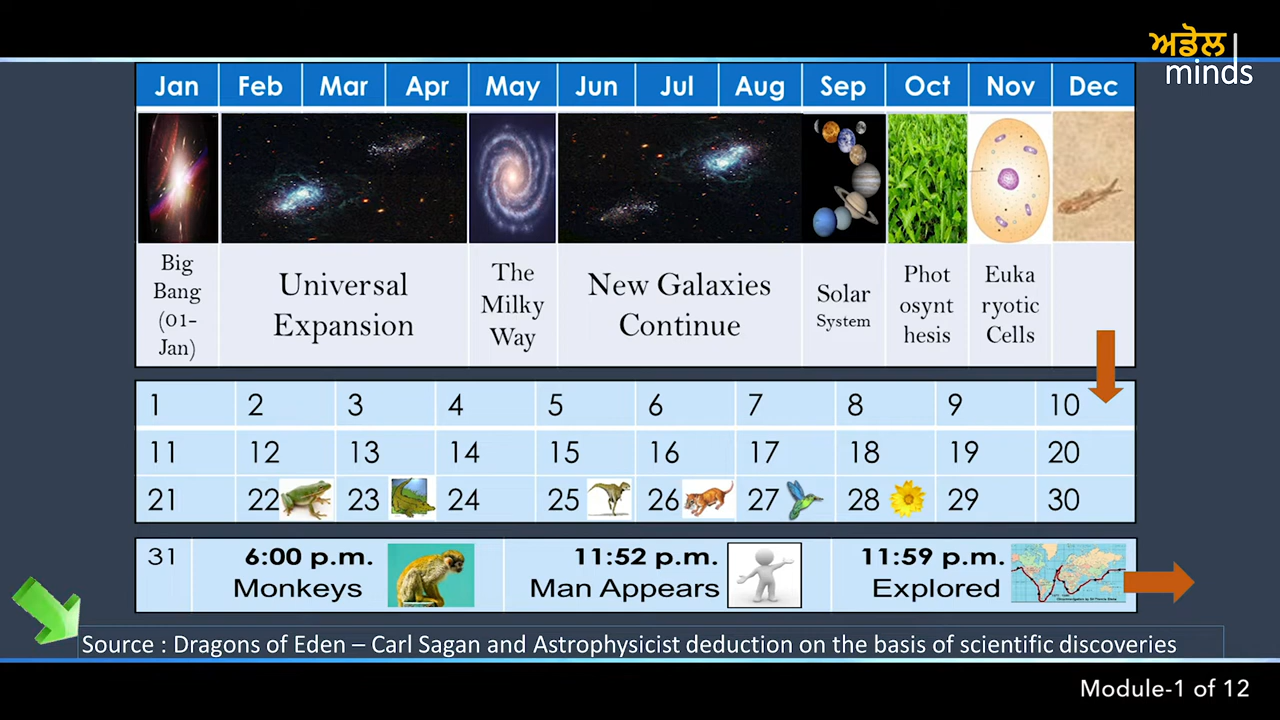 ਅਡੋਲ
minds
Jan Feb Mar Apr May Jun Jul Aug Sep Oct Nov Dec
Big
Bang
(01-
Jan)
Universal
Expansion
The
Milky
Way
New Galaxies
Continue
Solar
System
Phot
osynt
hesis
Euka
ryotic
Cells
1 2 3 4 5 6 7 8 9 10
11 12 13 14 15 16 17 18 19 20
21 22 23 24 25 26 27 28 29 30
31
6:00 p.m.
Monkeys
11:52 p.m.
Man Appears
11:59 p.m.
Explored
Source : Dragons of Eden – Carl Sagan and Astrophysicist deduction on the basis of scientific discoveries
Module-1 of 12